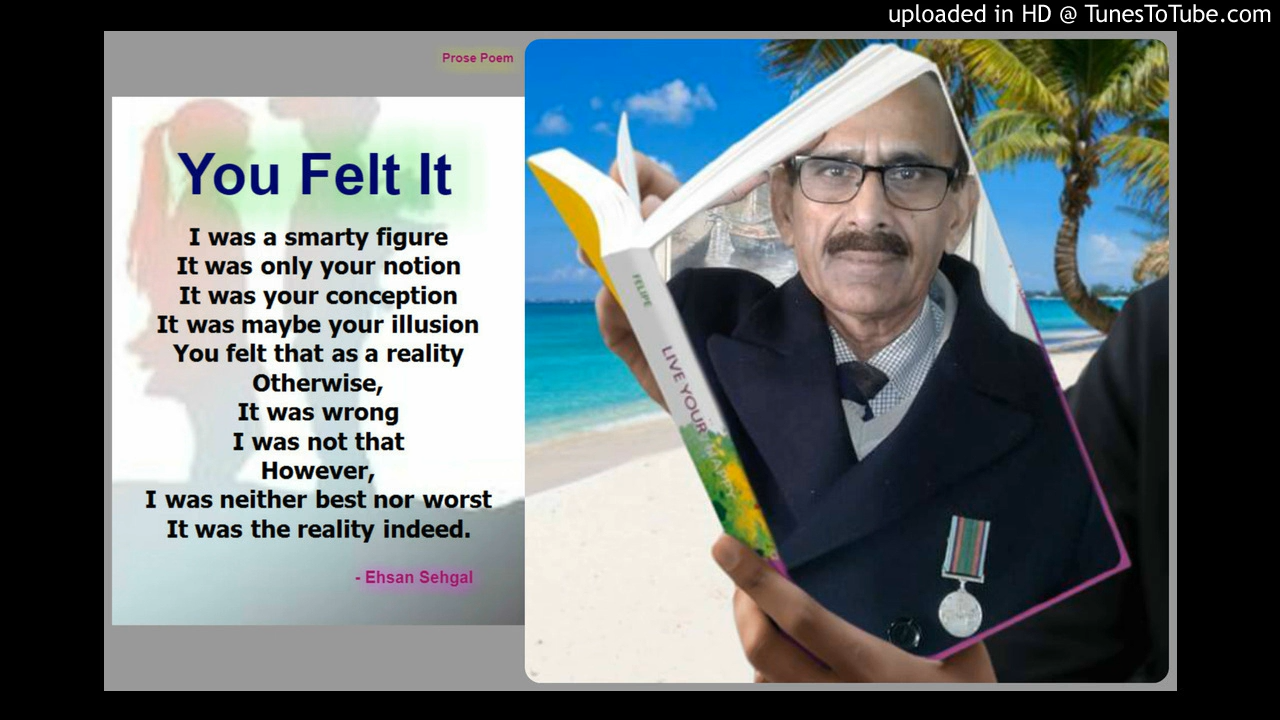 uploaded in HD @ TunesToTube.com
Prose Poem
You Felt It
I was a smarty figure
It was only your notion
It was your conception
It was maybe your illusion
You felt that as a reality
Otherwise,
It was wrong
I was not that
However,
I was neither best nor worst
It was the reality indeed.
- Ehsan Sehgal
FELIPE
LIVE YOUR